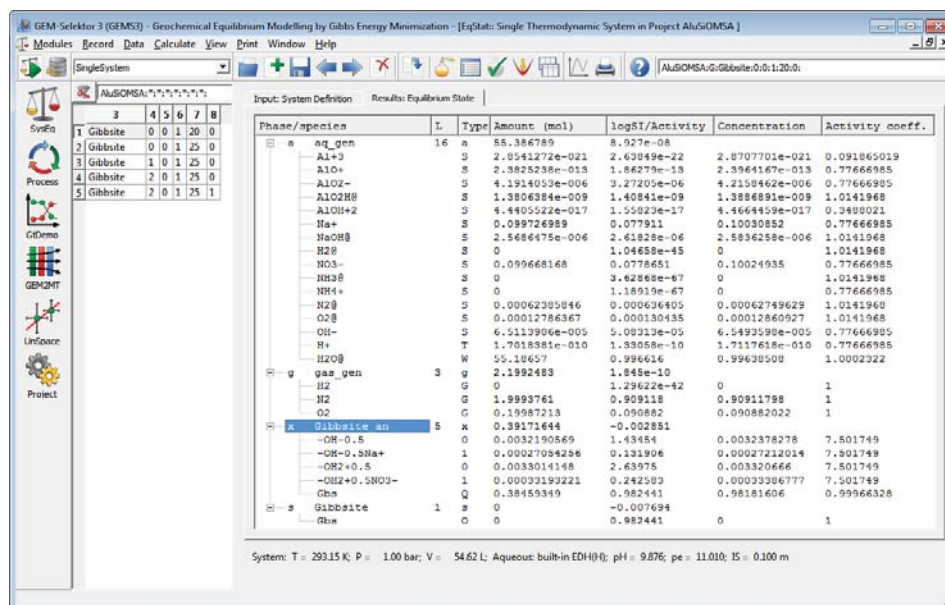 GEM-Selektor 3 (GEMS3) - Geochemical Equilibrium Modelling by Gibbs Energy Minimization - [EqStat:: Single Thermodynamic System in Project AluSiOMSA ]
Modules Record Data Calculate View Print Window Help
SingleSystem AluSiOMSA:G:Gibbsite:0:0:1:20:0:
AluSiOMSA:*:*:*:*:*:*:*:
3 4 5 6 7 8
1 Gibbsite 0 0 1 20 0
2 Gibbsite 0 0 1 25 0
3 Gibbsite 1 0 1 25 0
4 Gibbsite 2 0 1 25 0
5 Gibbsite 2 0 1 25 1
SysEq
Process
GtDemo
GEM2MT
UnSpace
Project
Input: System Definition Results: Equilibrium State
Phase/species L Type Amount (mol) logSI/Activity Concentration Activity coeff.
a aq_gen 16 a 55.386789 8.927e-08
Al+3 S 2.8541272e-021 2.63849e-22 2.8707701e-021 0.091865019
AlO+ S 2.3825238e-013 1.86279e-13 2.3964167e-013 0.77666985
AlO2- S 4.1914053e-006 3.27205e-06 4.2158462e-006 0.77666985
AlO2H@ S 1.3806384e-009 1.40841e-09 1.3886891e-009 1.0141968
AlOH+2 S 4.4405522e-017 1.55823e-17 4.4664459e-017 0.3488021
Na+ S 0.099726989 0.077911 0.10030852 0.77666985
NaOH@ S 2.5686475e-006 2.61828e-06 2.5836258e-006 1.0141968
H2@ S 0 1.04658e-45 0 1.0141968
NO3- S 0.099668168 0.0778651 0.10024935 0.77666985
NH3@ S 0 3.62868e-67 0 1.0141968
NH4+ S 0 1.18919e-67 0 0.77666985
N2@ S 0.00062385846 0.000636405 0.00062749629 1.0141968
O2@ S 0.00012786367 0.000130435 0.00012860927 1.0141968
OH- S 6.5113906e-005 5.08313e-05 6.5493598e-005 0.77666985
H+ T 1.7018381e-010 1.33058e-10 1.7117618e-010 0.77666985
H2O@ W 55.18657 0.996616 0.99638508 1.0002322
g gas_gen 3 g 2.1992483 1.845e-10
H2 G 0 1.29622e-42 0 1
N2 G 1.9993761 0.909118 0.90911798 1
O2 G 0.19987213 0.090882 0.090882022 1
x Gibbsite an 5 x 0.39171644 -0.002851
-OH-0.5 O 0.0032190569 1.43454 0.0032378278 7.501749
-OH-0.5Na+ 1 0.00027054256 0.131906 0.00027212014 7.501749
-OH2+0.5 O 0.0033014148 2.63975 0.003320666 7.501749
-OH2+0.5NO3- 1 0.00033193221 0.242583 0.00033386777 7.501749
Gbs Q 0.38459349 0.982441 0.98181606 0.99966328
s Gibbsite 1 s 0 -0.007694
Gbs O 0 0.982441 0 1
System: T = 293.15 K; P = 1.00 bar; V = 54.62 L; Aqueous: built-in EDH(H); pH = 9.876; pe = 11.010; IS = 0.100 m